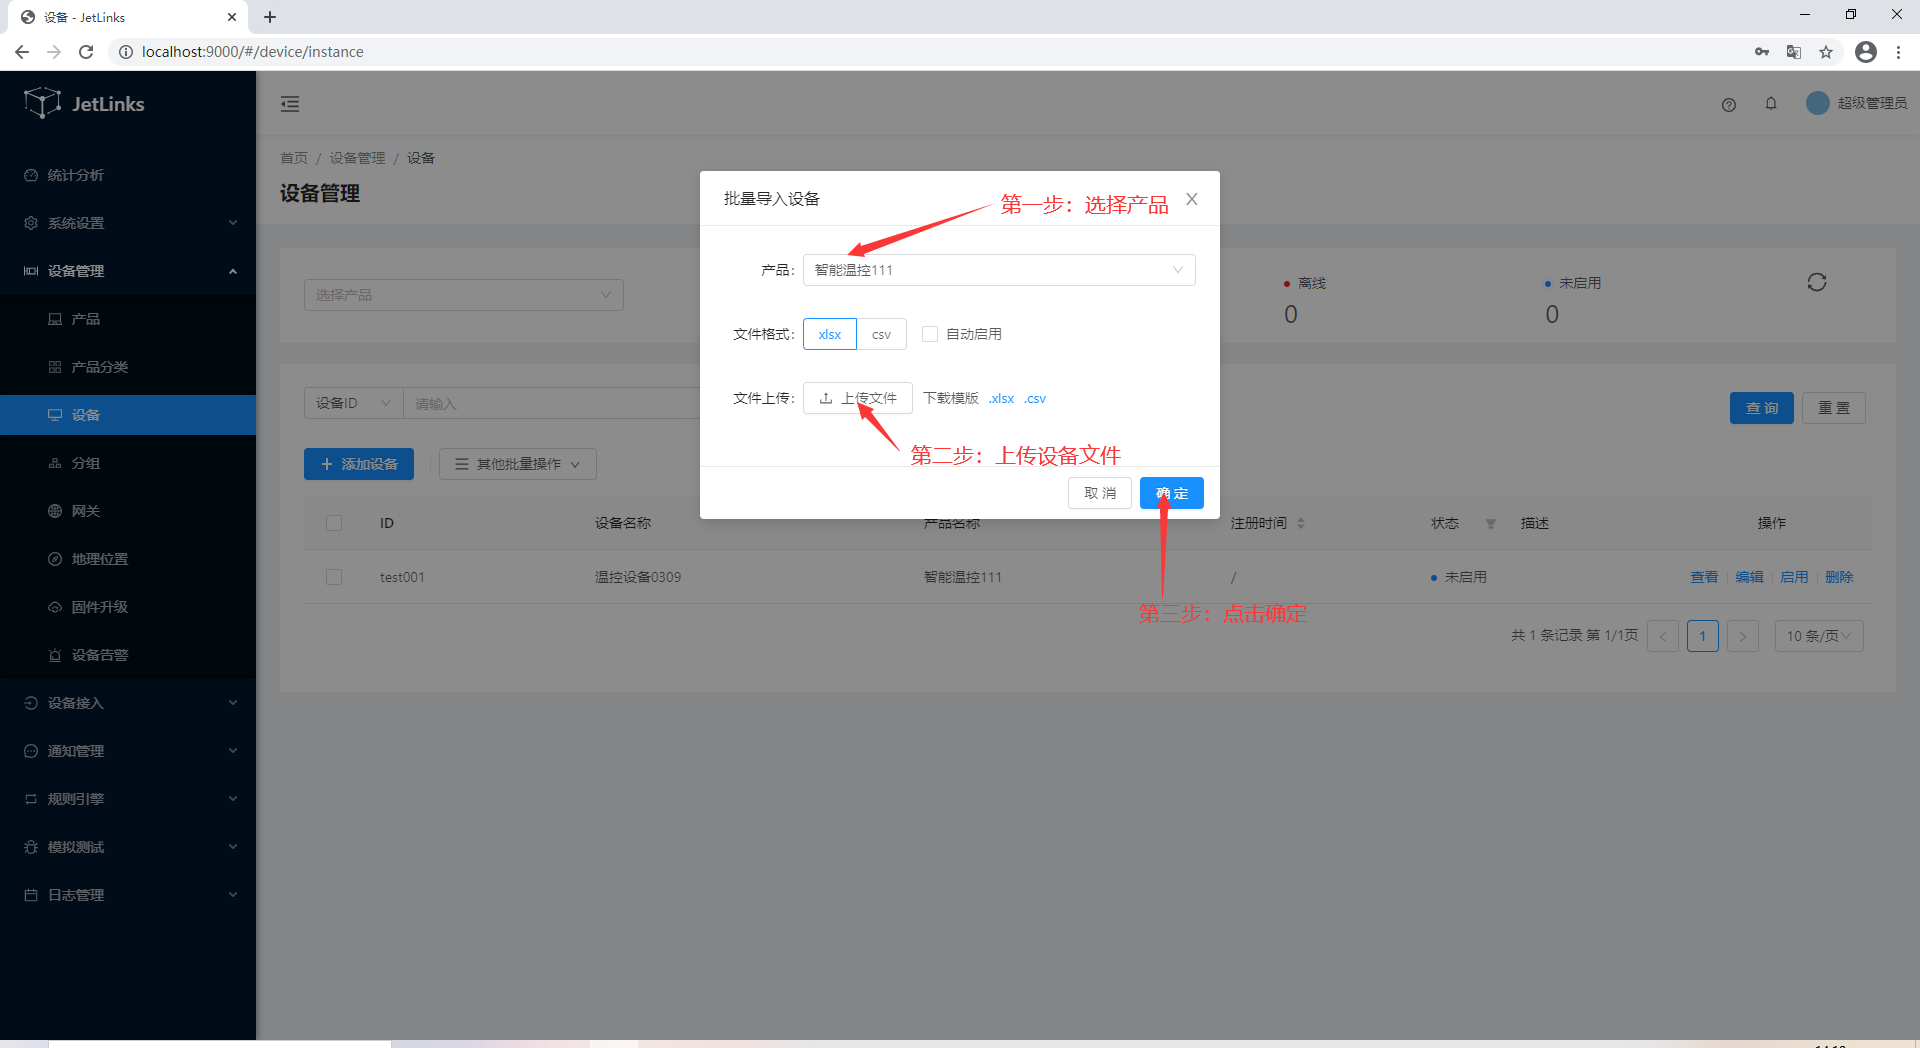 设备 - JetLinks
localhost:9000/#/device/instance
JetLinks
超级管理员
统计分析
系统设置
设备管理
产品
产品分类
设备
分组
网关
地理位置
固件升级
设备告警
设备接入
通知管理
规则引擎
模拟测试
日志管理
首页 / 设备管理 / 设备
设备管理
选择产品
离线
0
未启用
0
设备ID
请输入
查 询
重 置
添加设备
其他批量操作
ID 设备名称 产品名称 注册时间 状态 描述 操作
test001 温控设备0309 智能温控111 / 未启用 查看 编辑 启用 删除
共 1 条记录 第 1/1页
1
10 条/页
批量导入设备
第一步：选择产品
产品：
智能温控111
文件格式：
xlsx csv
自动启用
文件上传：
上传文件
下载模版 .xlsx .csv
第二步：上传设备文件
取 消
确 定
第三步：点击确定